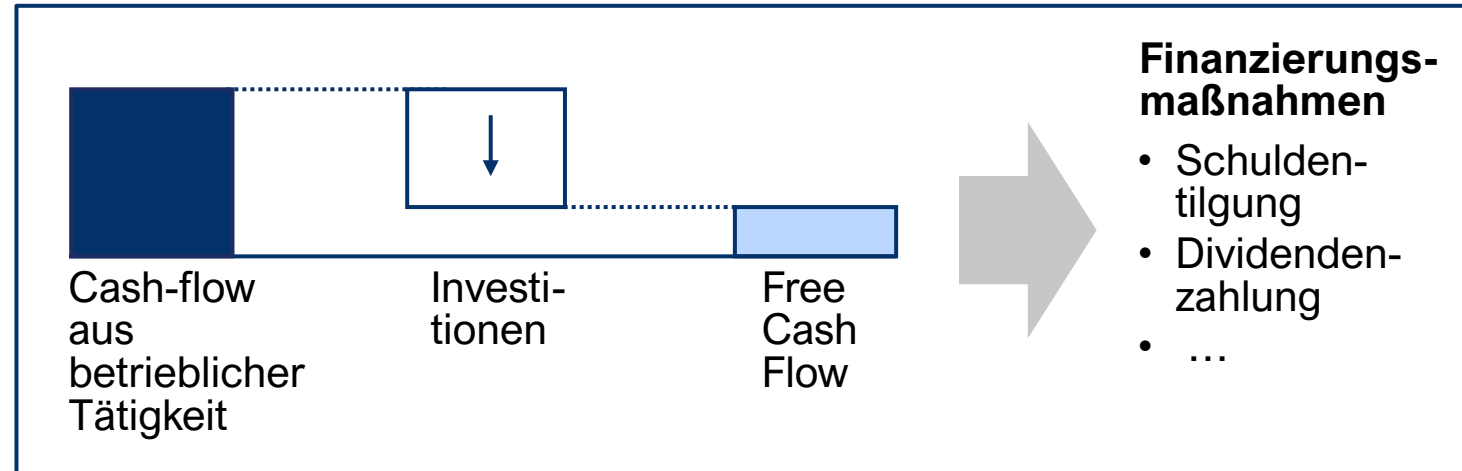 Cash-flow
aus
betrieblicher
Tätigkeit
Investi-
tionen
Free
Cash
Flow
Finanzierungs-
maßnahmen
• Schulden-
tilgung
• Dividenden-
zahlung
• ...